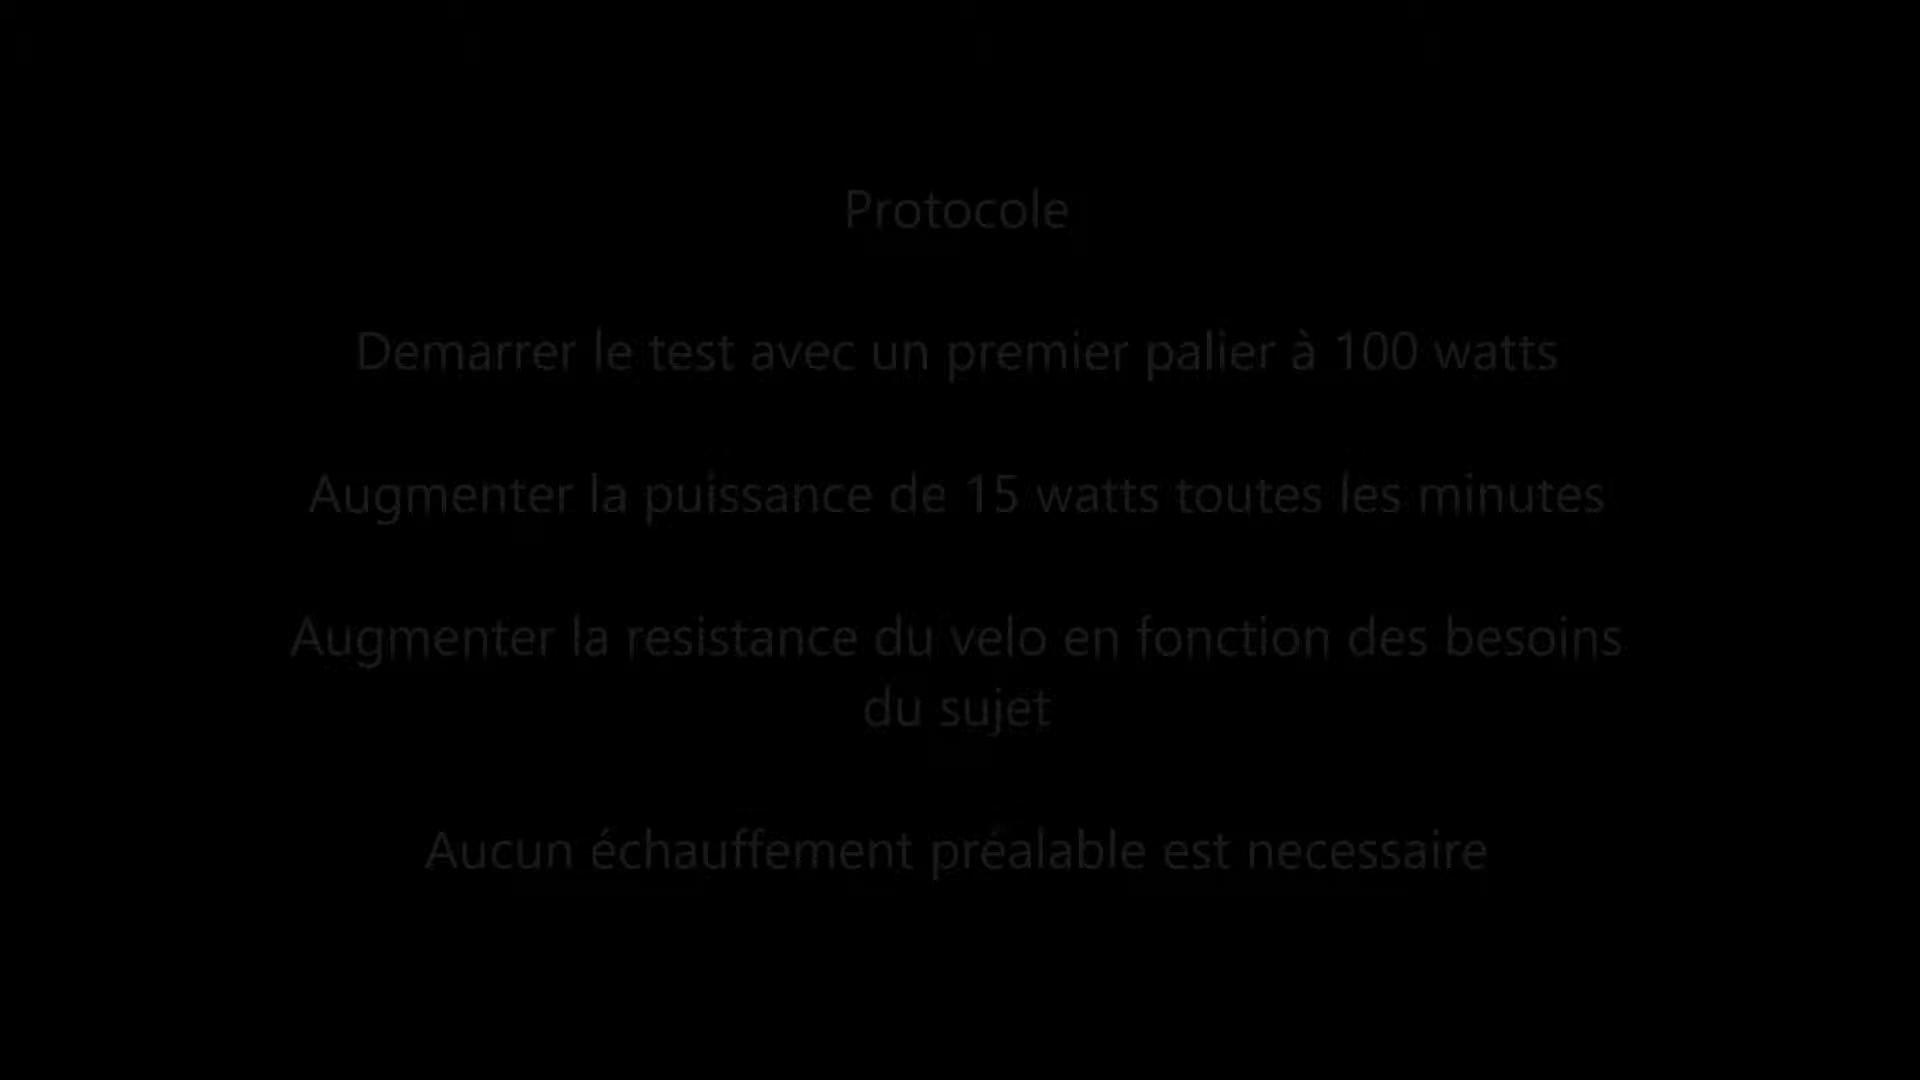 Protocole
Demarrer le test avec un premier palier à 100 watts
Augmenter la puissance de 15 watts toutes les minutes
Augmenter la resistance du velo en fonction des besoins
du sujet
Aucun échauffement préalable est necessaire